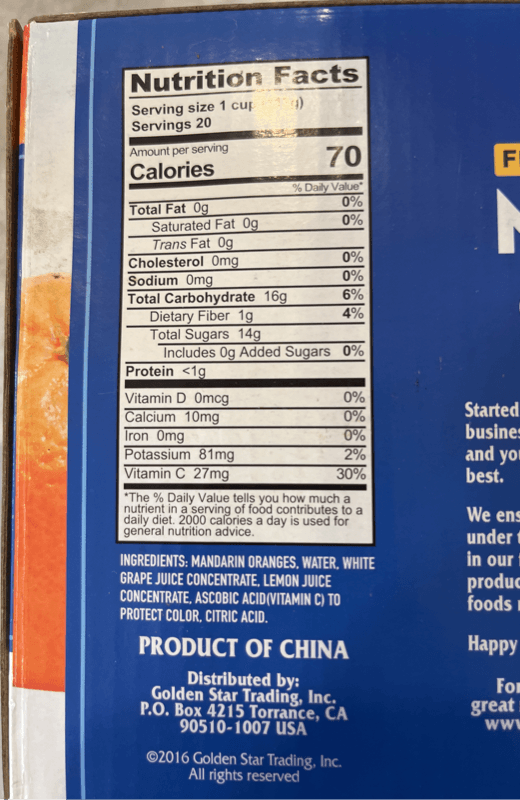 Nutrition Facts
Serving size 1 cup g)
Servings 20
Amount per serving
Calories 70
% Daily Value*
Total Fat 0g 0%
Saturated Fat 0g 0%
Trans Fat 0g
Cholesterol 0mg 0%
Sodium 0mg 0%
Total Carbohydrate 16g 6%
Dietary Fiber 1g 4%
Total Sugars 14g
Includes 0g Added Sugars 0%
Protein <1g
Vitamin D 0mcg 0%
Calcium 10mg 0%
Iron 0mg 0%
Potassium 81mg 2%
Vitamin C 27mg 30%
*The % Daily Value tells you how much a
nutrient in a serving of food contributes to a
daily diet. 2000 calories a day is used for
general nutrition advice.
INGREDIENTS: MANDARIN ORANGES, WATER, WHITE
GRAPE JUICE CONCENTRATE, LEMON JUICE
CONCENTRATE, ASCOBIC ACID(VITAMIN C) TO
PROTECT COLOR, CITRIC ACID.
PRODUCT OF CHINA
Distributed by:
Golden Star Trading, Inc.
P.O. Box 4215 Torrance, CA
90510-1007 USA
©2016 Golden Star Trading, Inc.
All rights reserved
F
Started
busines
and you
best.
We ens
under
in our
produc
foods
Happy
For
great
www